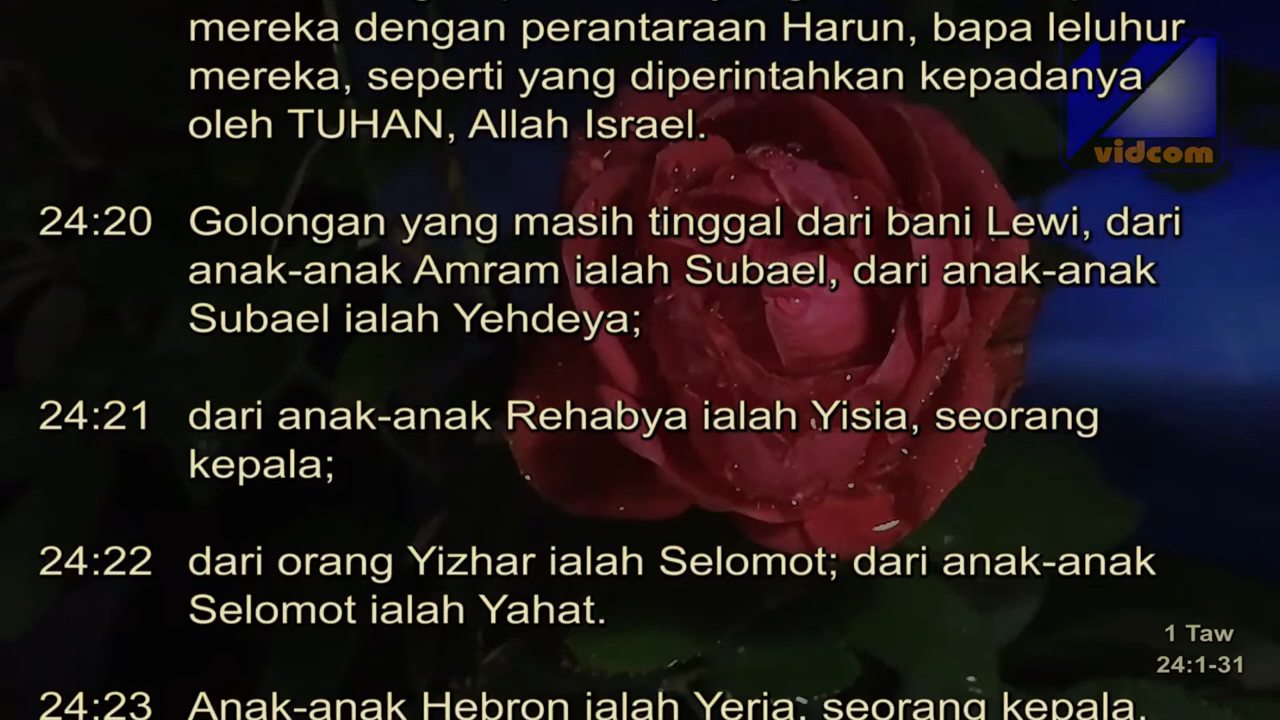 mereka dengan perantaraan Harun, bapa leluhur
mereka, seperti yang diperintahkan kepadanya
oleh TUHAN, Allah Israel.
vidcom
24:20 Golongan yang masih tinggal dari bani Lewi, dari
anak-anak Amram ialah Subael, dari anak-anak
Subael ialah Yehdeya;
24:21 dari anak-anak Rehabya ialah Yisia, seorang
kepala;
24:22 dari orang Yizhar ialah Selomot; dari anak-anak
Selomot ialah Yahat.
1 Taw
24:1-31
24:23 Anak-anak Hebron ialah Yeria, seorang kepala,